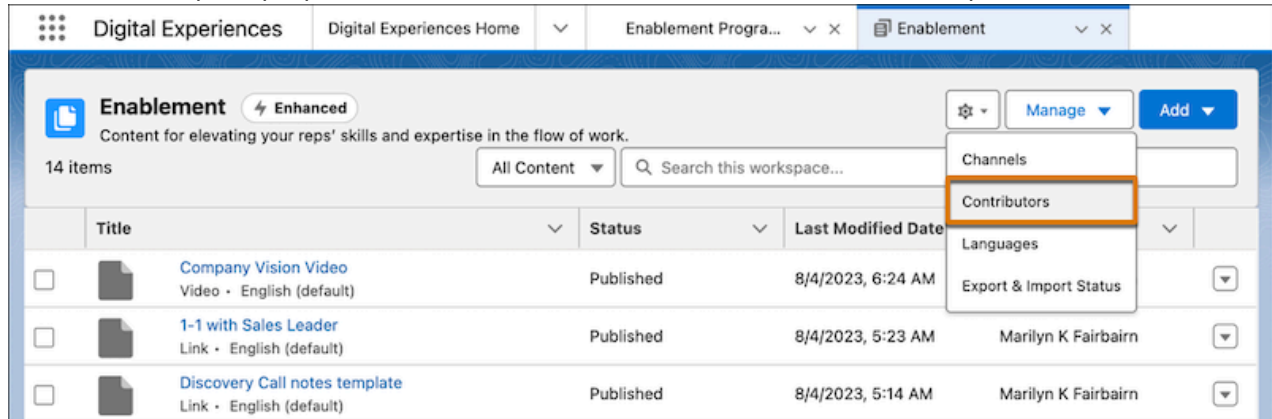 Digital Experiences
Digital Experiences Home
Enablement Progra...
Enablement
Enablement
Enhanced
Content for elevating your reps' skills and expertise in the flow of work.
Manage
Add
14 items
All Content
Search this workspace...
Channels
Contributors
Languages
Export & Import Status
Title
Status
Last Modified Date
Company Vision Video
Video • English (default)
Published
8/4/2023, 6:24 AM
1-1 with Sales Leader
Link • English (default)
Published
8/4/2023, 5:23 AM
Marilyn K Fairbairn
Discovery Call notes template
Link • English (default)
Published
8/4/2023, 5:14 AM
Marilyn K Fairbairn